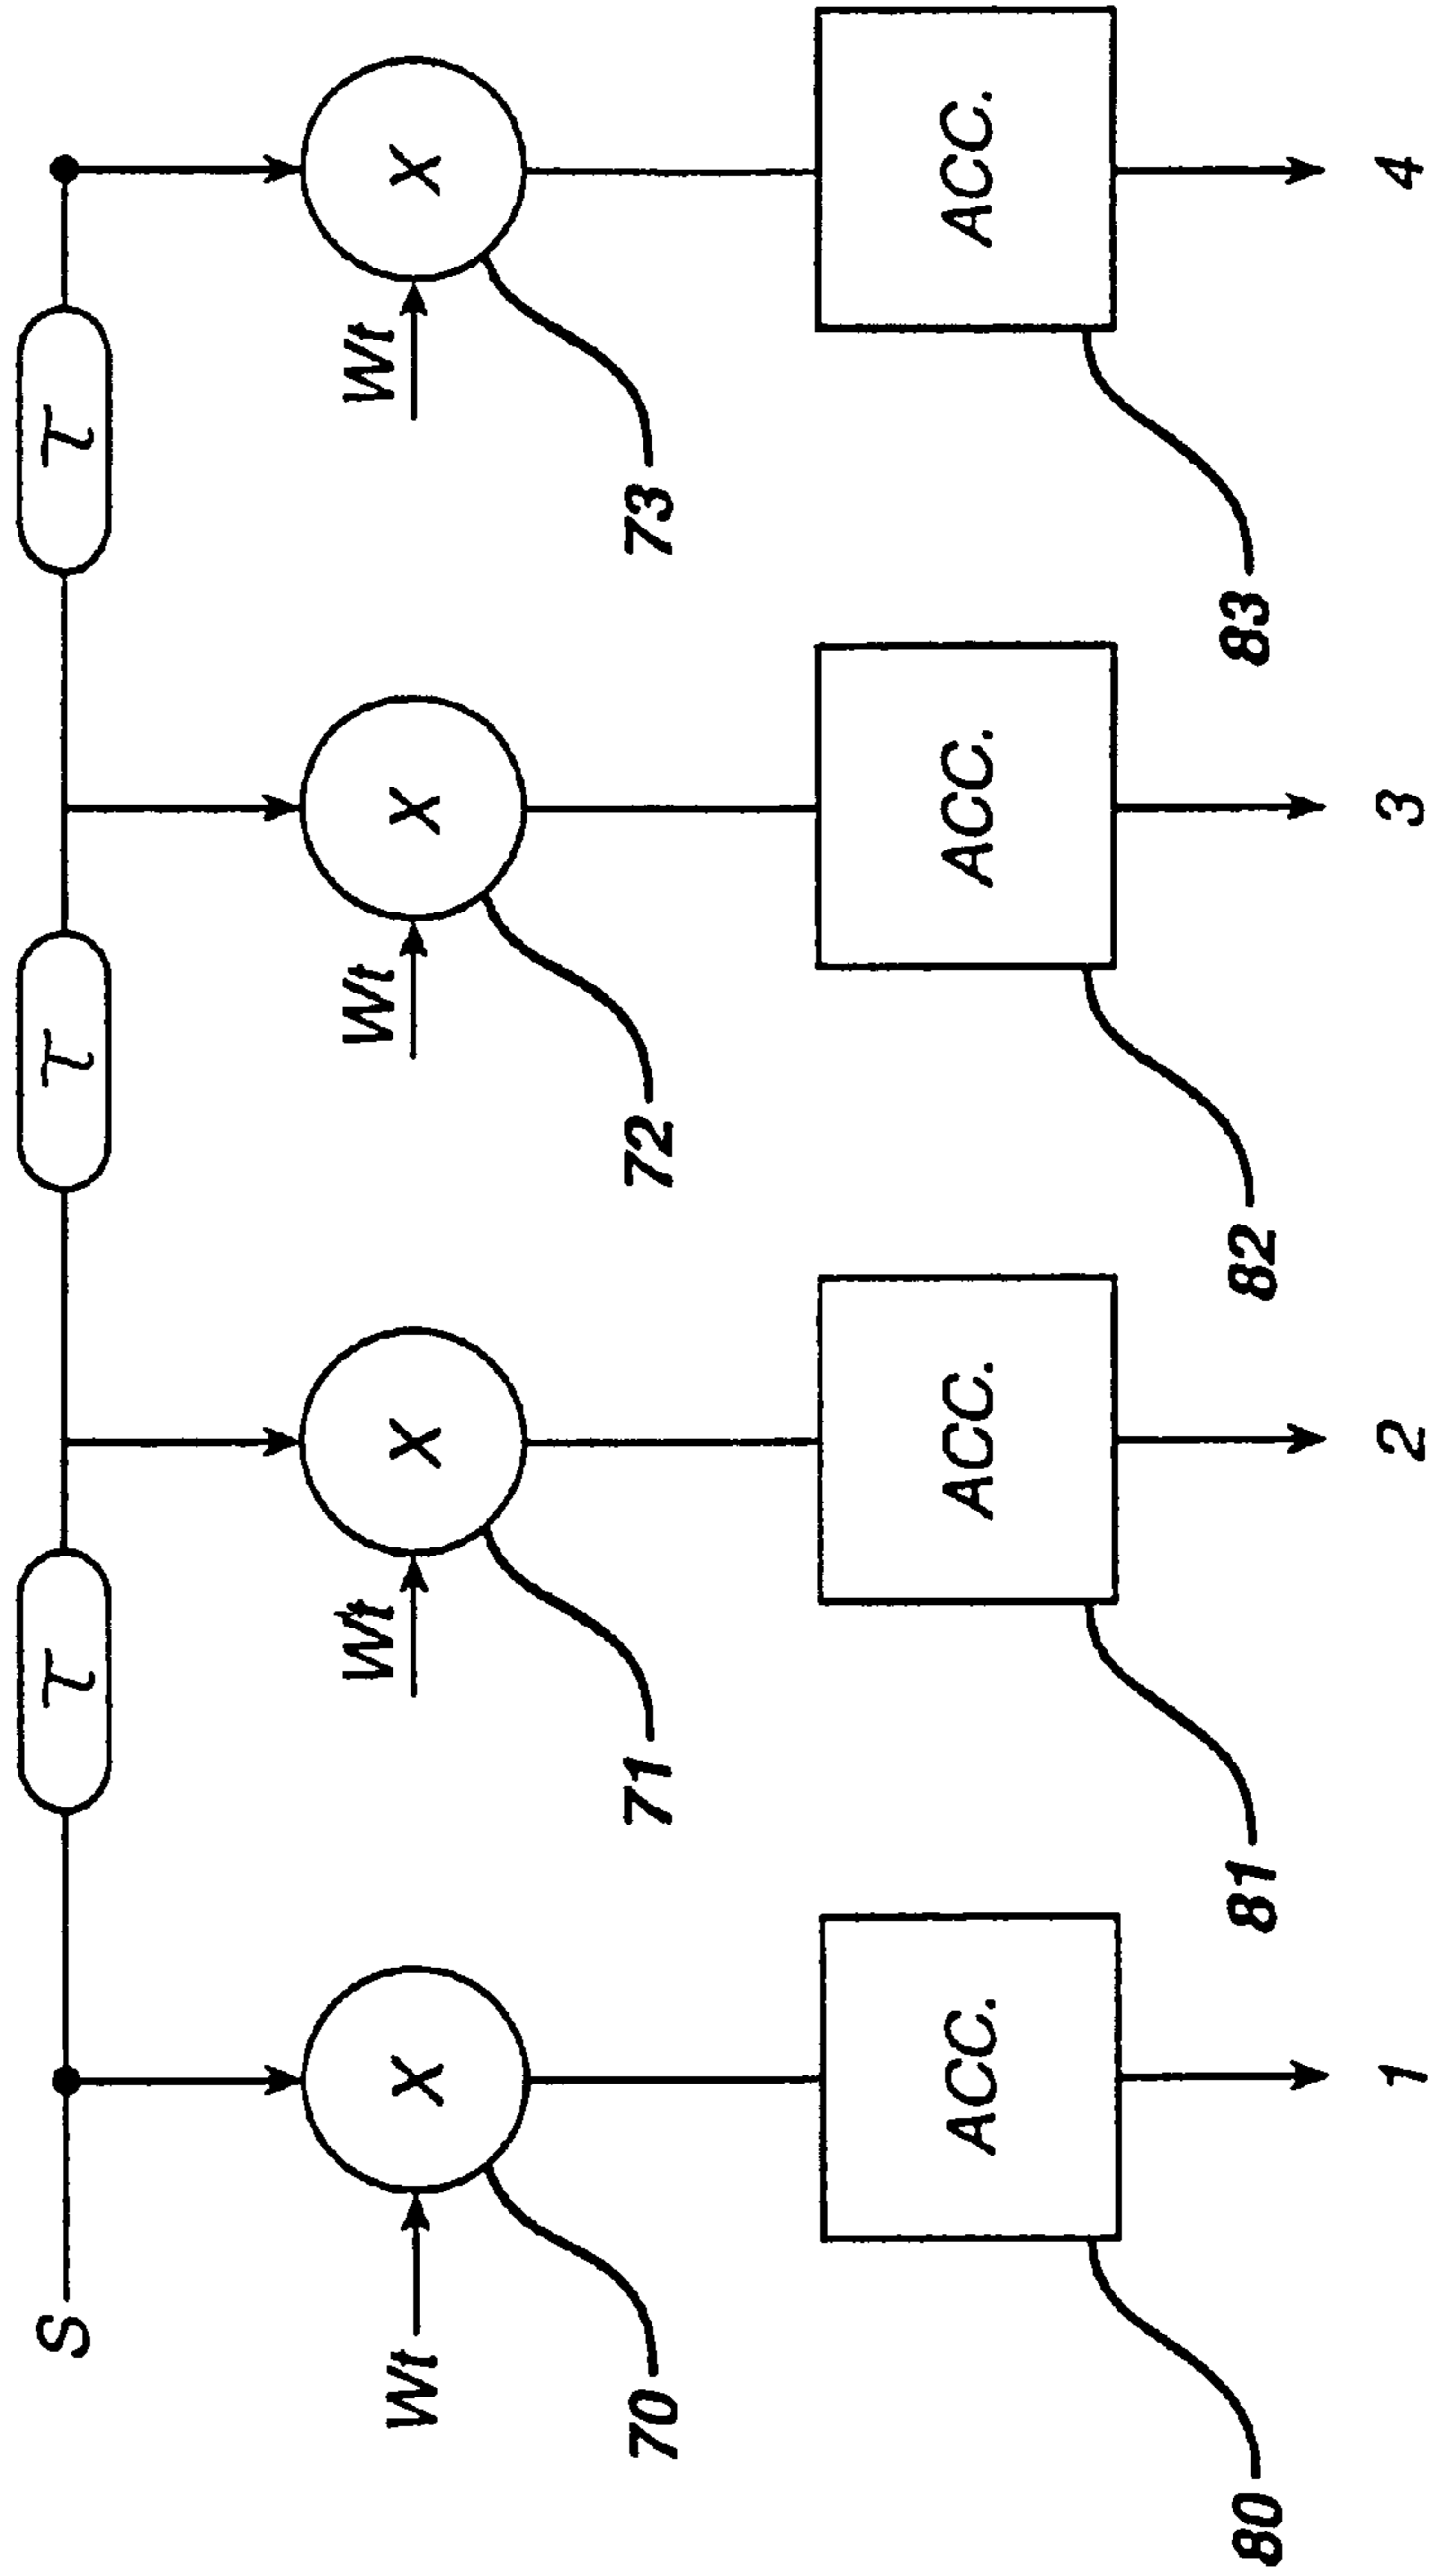 S
τ τ τ
Wt X Wt X Wt X Wt X
70 71 72 73
ACC. ACC. ACC. ACC.
80 81 82 83
1 2 3 4